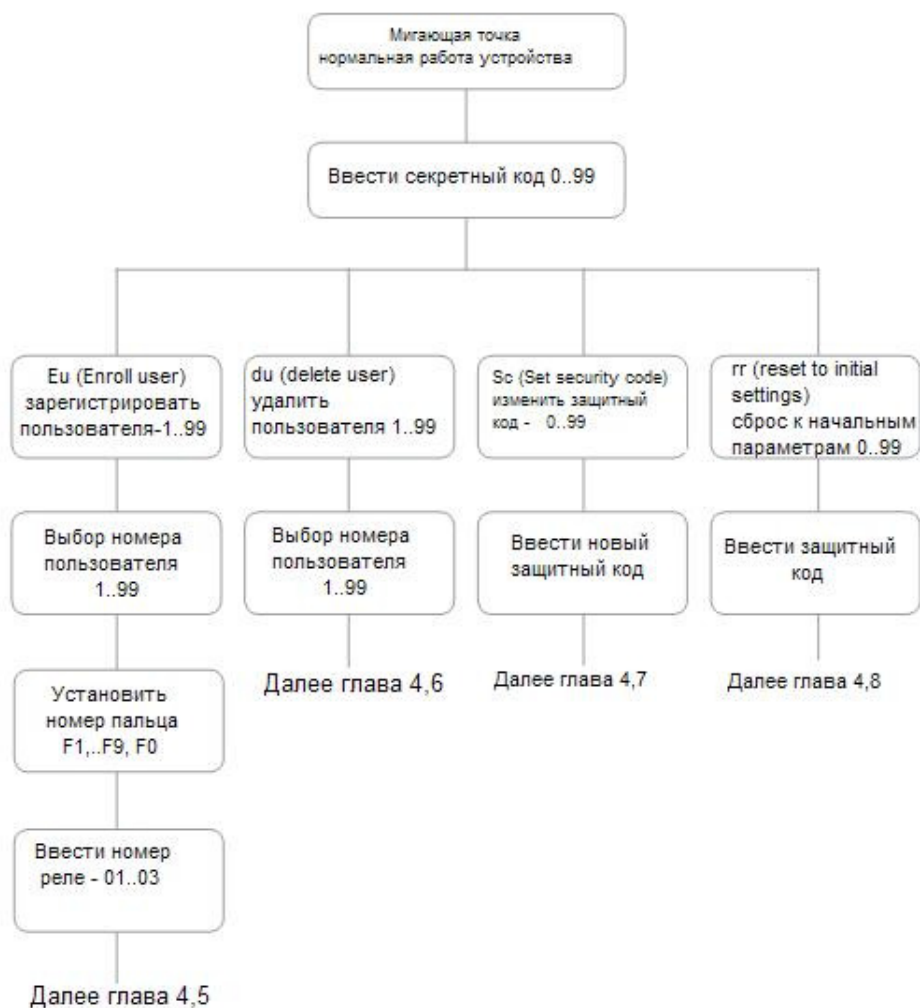 Мигающая точка
нормальная работа устройства
Ввести секретный код 0..99
Eu (Enroll user)
зарегистрировать
пользователя-1..99
du (delete user)
удалить
пользователя 1..99
Sc (Set security code)
изменить защитный
код - 0..99
rr (reset to initial
settings)
сброс к начальным
параметрам 0..99
Выбор номера
пользователя
1..99
Выбор номера
пользователя
1..99
Ввести новый
защитный код
Ввести защитный
код
Установить
номер пальца
F1,..F9, F0
Далее глава 4,6
Далее глава 4,7
Далее глава 4,8
Ввести номер
реле - 01..03
Далее глава 4,5